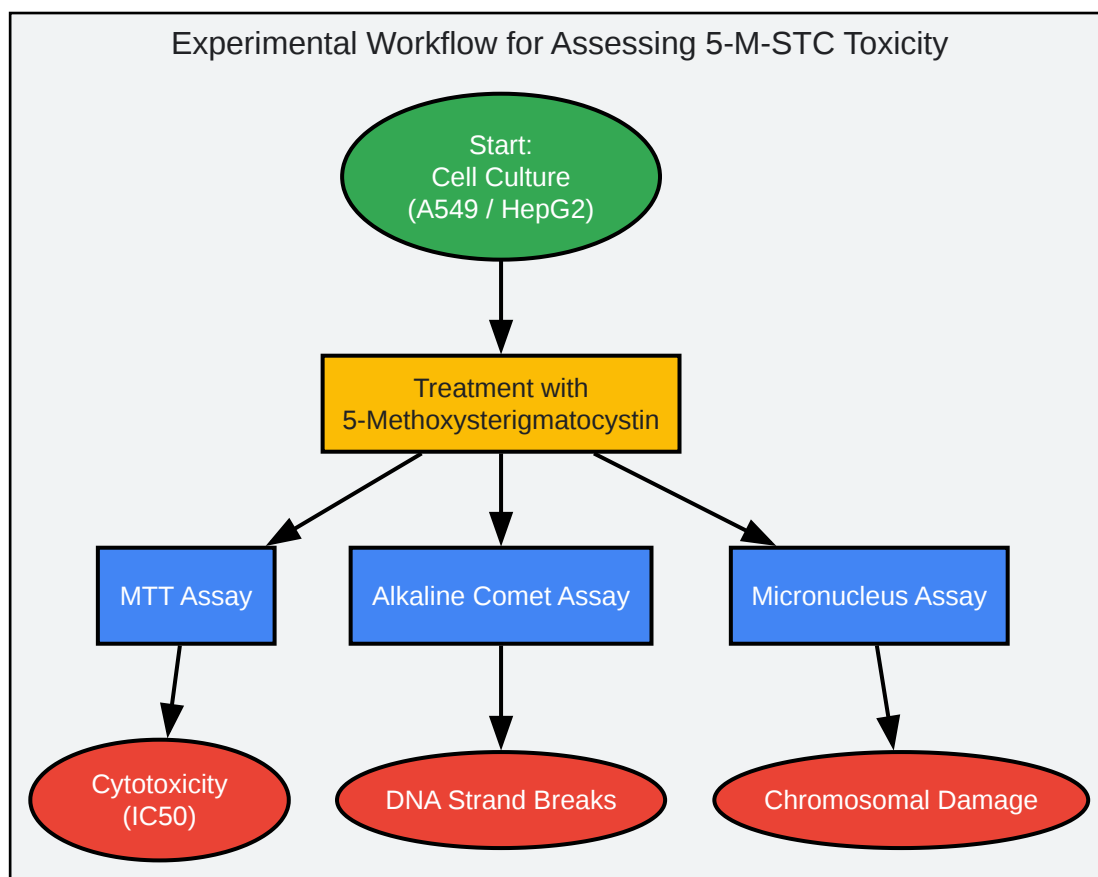 Experimental Workflow for Assessing 5-M-STC Toxicity
Start:
Cell Culture
(A549 / HepG2)
Treatment with
5-Methoxysterigmatocystin
MTT Assay
Alkaline Comet Assay
Micronucleus Assay
Cytotoxicity
(IC50)
DNA Strand Breaks
Chromosomal Damage